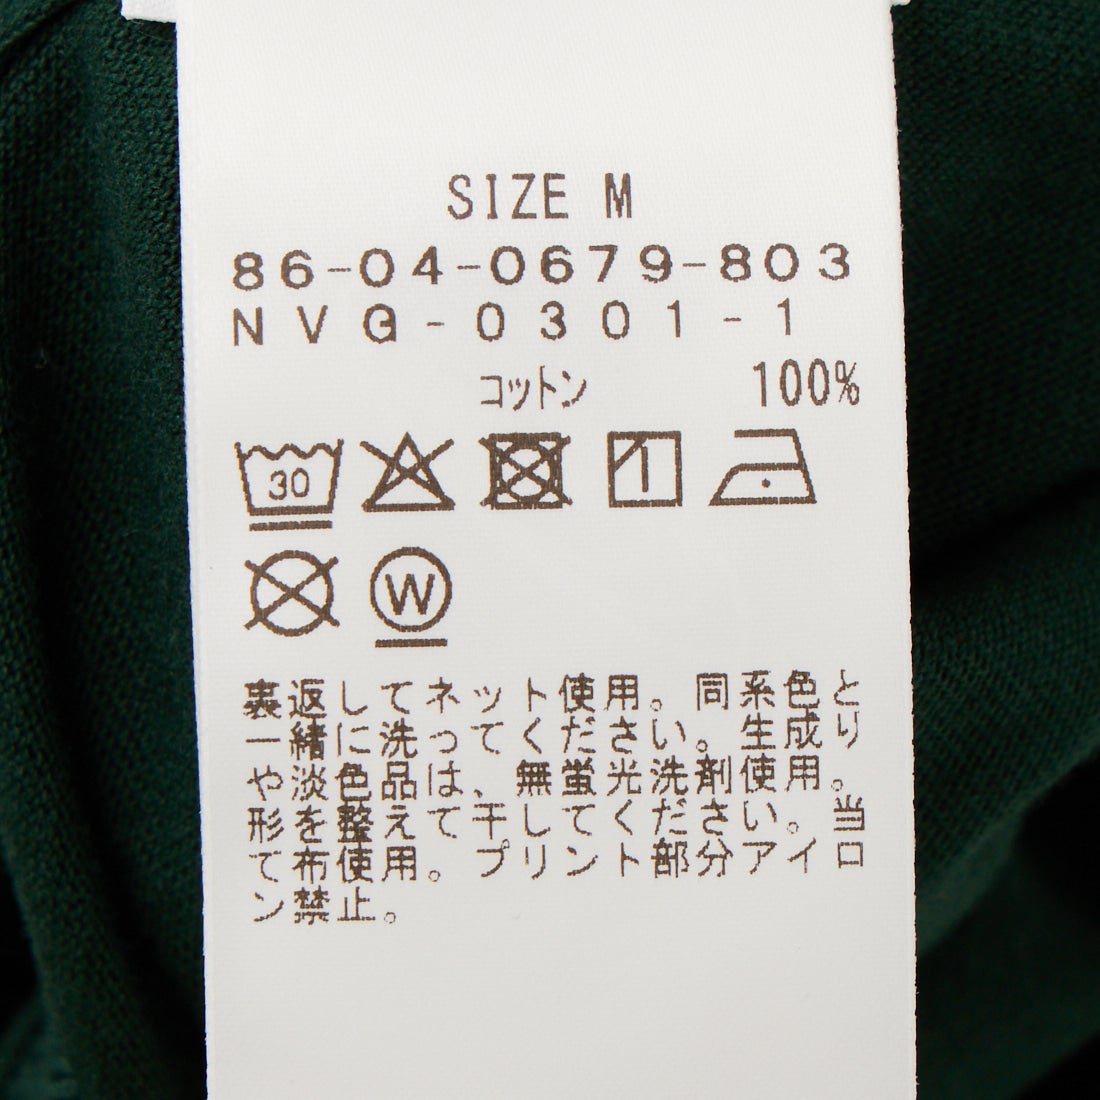 SIZE M
86-04-0679-803
NVG-0301-1
コットン 100%
30
W
裏返してネット使用。同系色と
一緒に洗ってください。生成り
や淡色品は、無蛍光洗剤使用。
形を整えて干してください。当
て布使用。プリント部分アイロ
ン禁止。